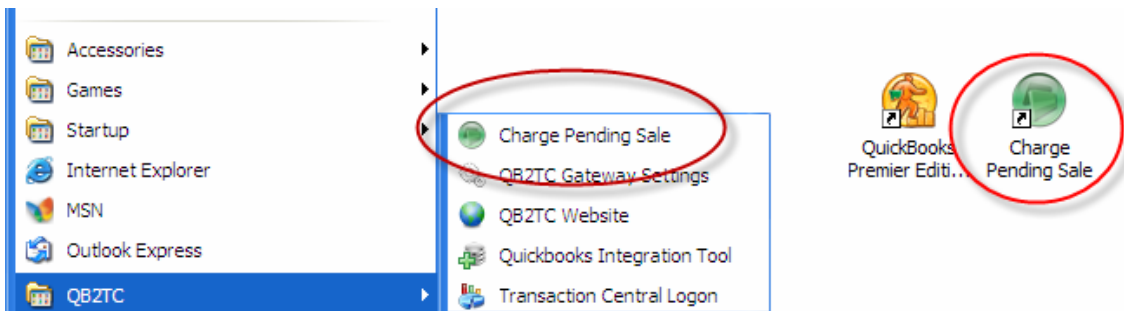 Accessories
Games
Startup
Internet Explorer
MSN
Outlook Express
QB2TC
Charge Pending Sale
QB2TC Gateway Settings
QB2TC Website
Quickbooks Integration Tool
Transaction Central Logon
QuickBooks
Premier Editi...
Charge
Pending Sale